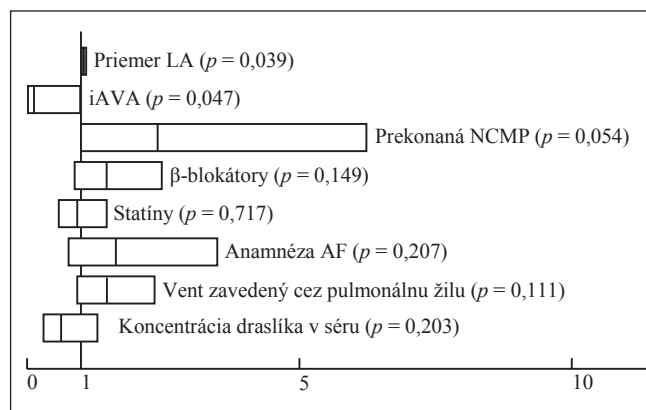 Priemer LA (p = 0,039)
iAVA (p = 0,047)
Prekonaná NCMP (p = 0,054)
β-blokátory (p = 0,149)
Statíny (p = 0,717)
Anamnéza AF (p = 0,207)
Vent zavedený cez pulmonálnu žilu (p = 0,111)
Koncentrácia draslíka v séru (p = 0,203)
0 1 5 10